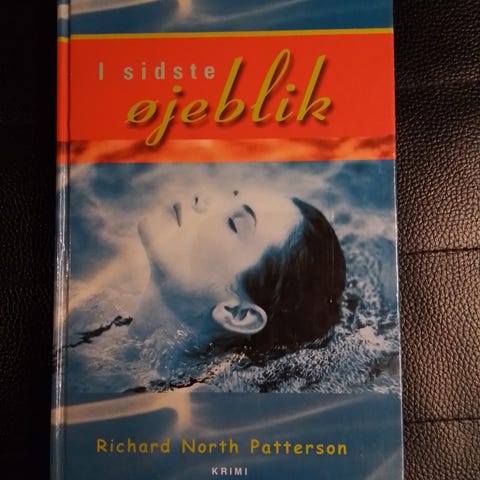 I sidste
øjeblik
Richard North Patterson
KRIMI